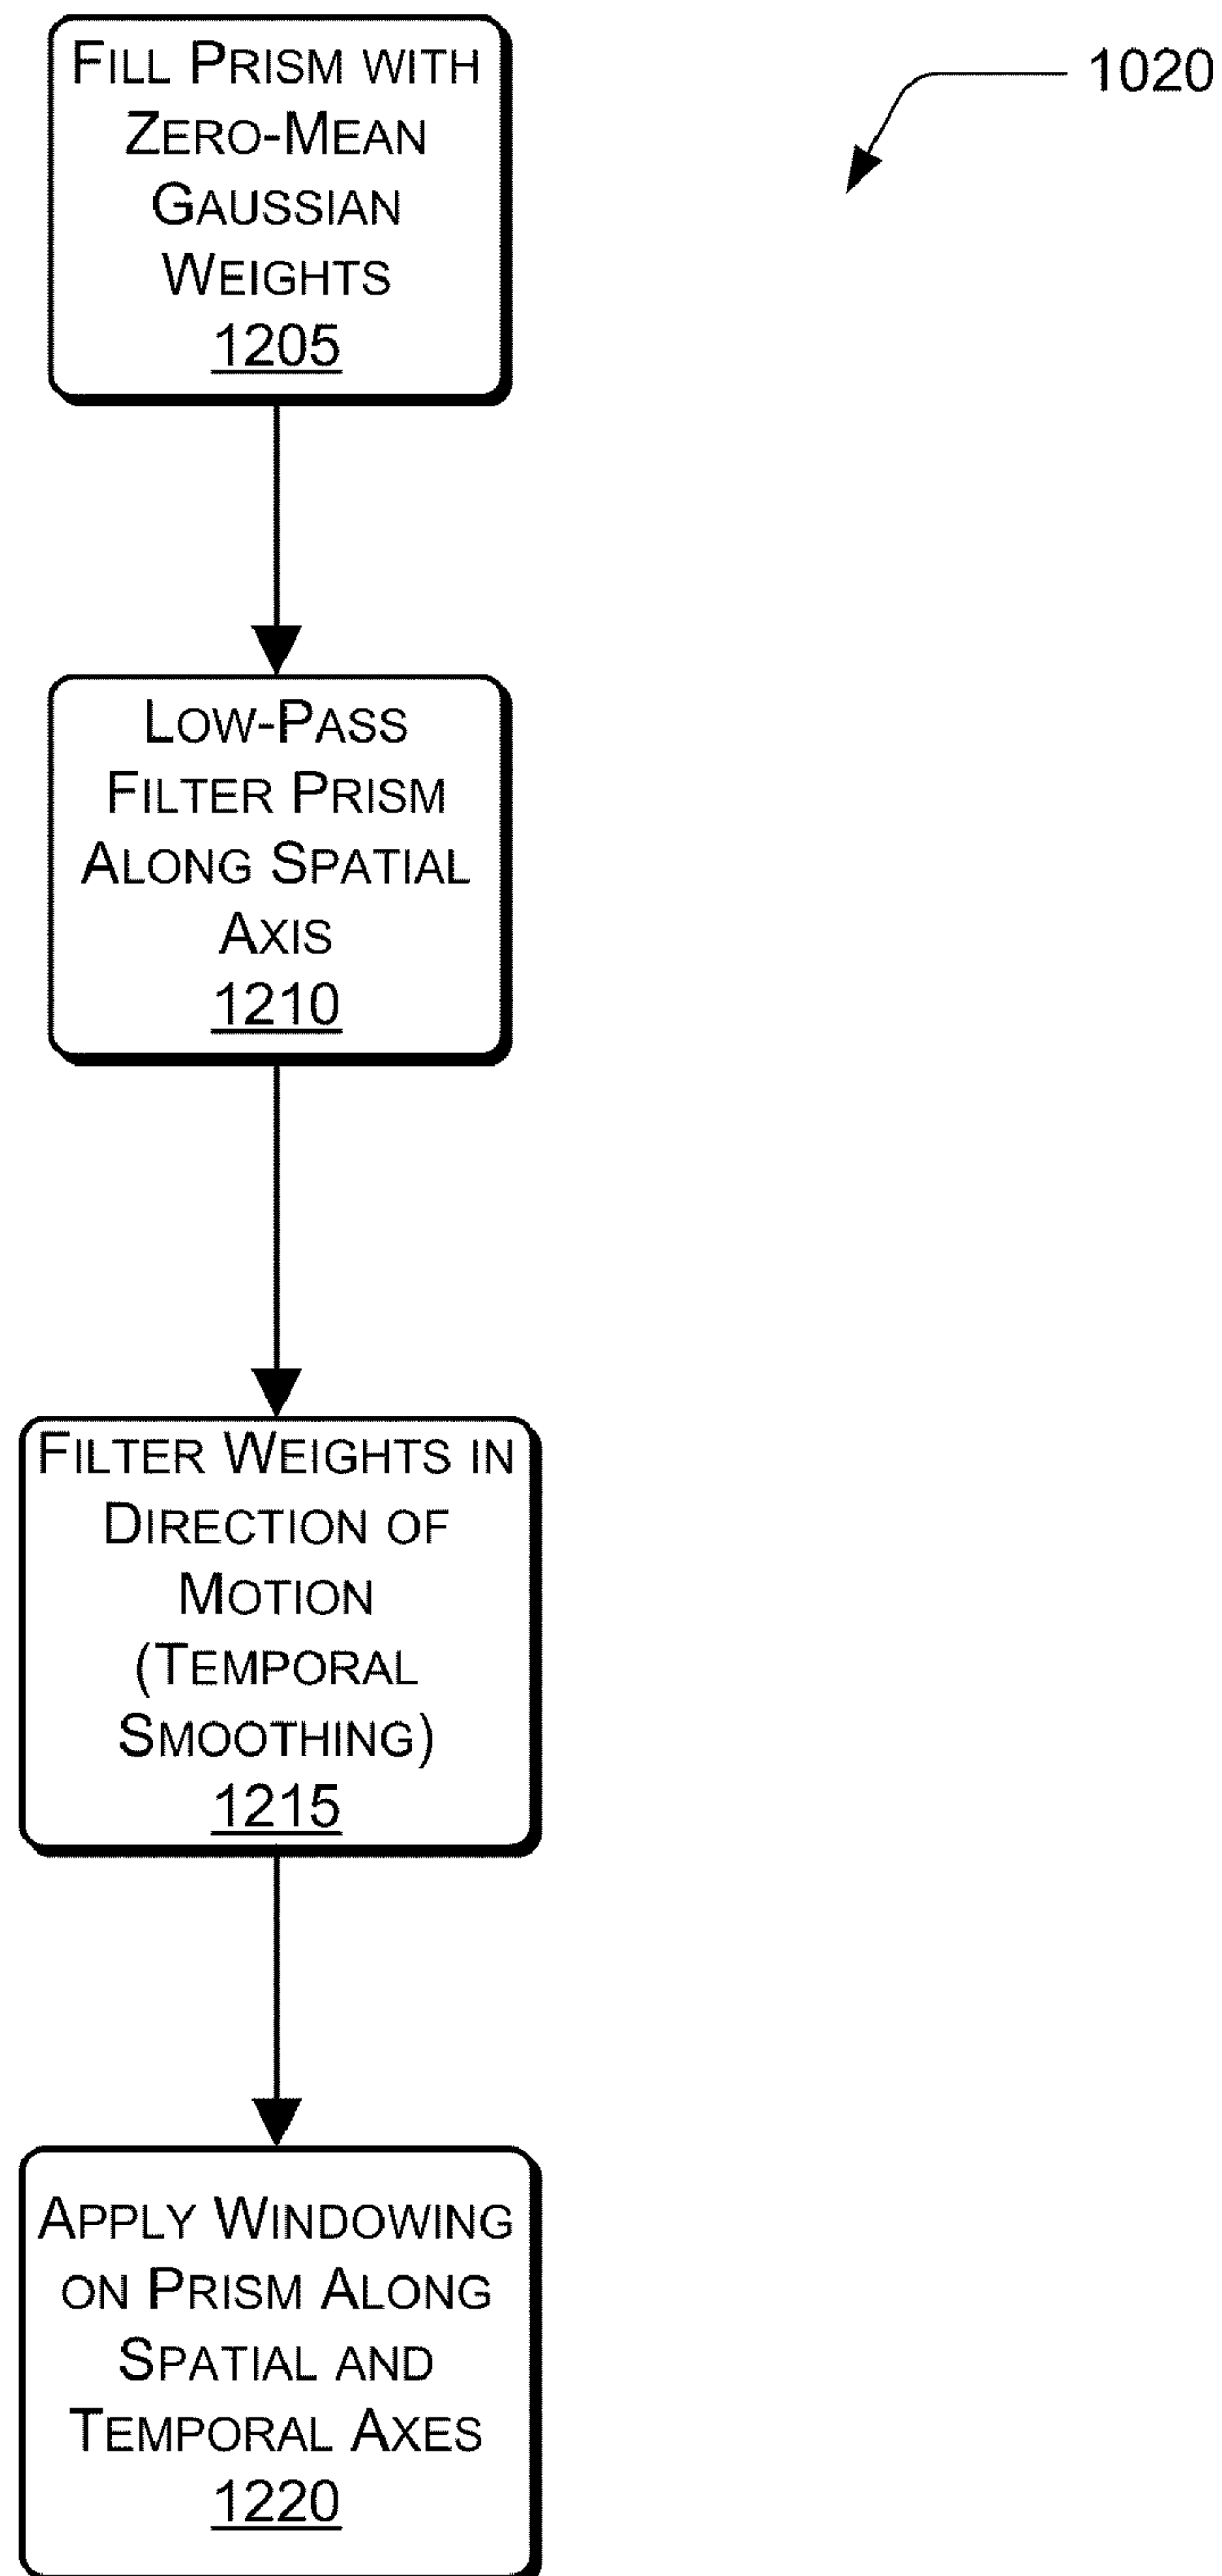 FILL PRISM WITH
ZERO-MEAN
GAUSSIAN
WEIGHTS
1205
1020
LOW-PASS
FILTER PRISM
ALONG SPATIAL
AXIS
1210
FILTER WEIGHTS IN
DIRECTION OF
MOTION
(TEMPORAL
SMOOTHING)
1215
APPLY WINDOWING
ON PRISM ALONG
SPATIAL AND
TEMPORAL AXES
1220